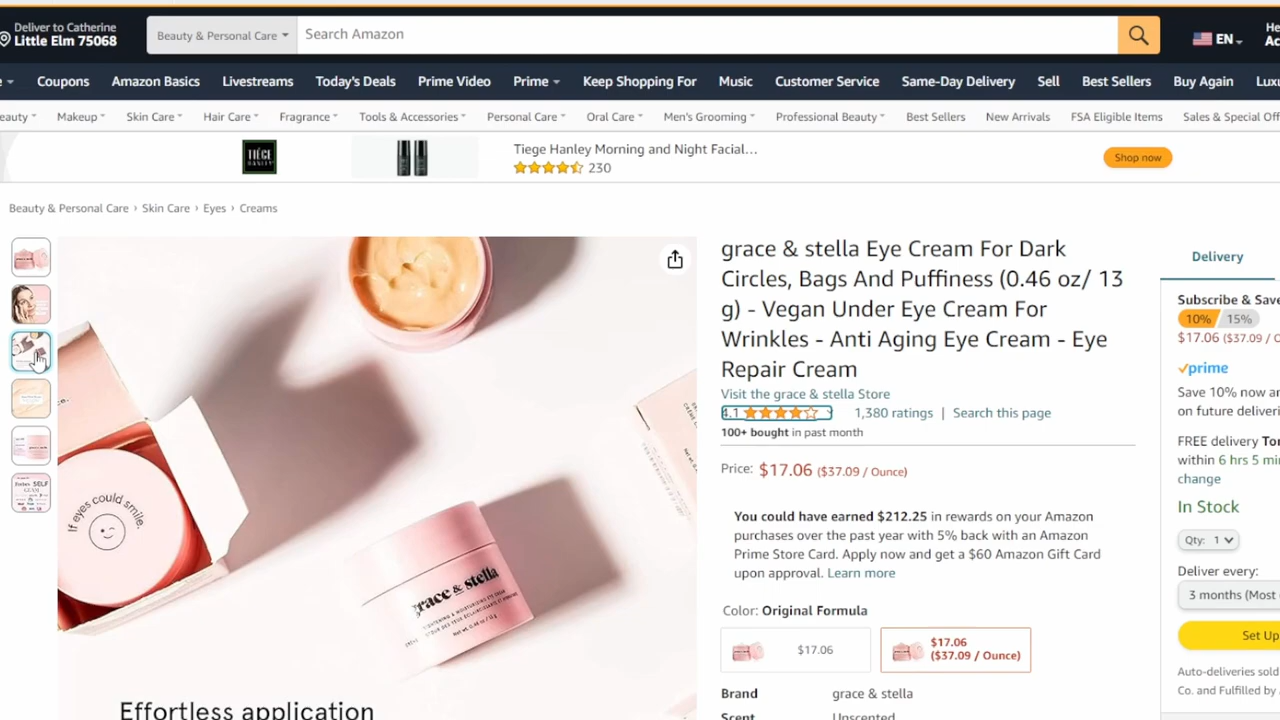 Deliver to Catherine
Little Elm 75068
Beauty & Personal Care
Search Amazon
EN
Coupons
Amazon Basics
Livestreams
Today's Deals
Prime Video
Prime
Keep Shopping For
Music
Customer Service
Same-Day Delivery
Sell
Best Sellers
Buy Again
Makeup
Skin Care
Hair Care
Fragrance
Tools & Accessories
Personal Care
Oral Care
Men's Grooming
Professional Beauty
Best Sellers
New Arrivals
FSA Eligible Items
TIEGE
HANLEY
Tiege Hanley Morning and Night Facial...
230
Shop now
Beauty & Personal Care › Skin Care › Eyes › Creams
If eyes could smile.
grace & stella
Effortless application
grace & stella Eye Cream For Dark
Circles, Bags And Puffiness (0.46 oz/ 13
g) - Vegan Under Eye Cream For
Wrinkles - Anti Aging Eye Cream - Eye
Repair Cream
Visit the grace & stella Store
4.1
1,380 ratings | Search this page
100+ bought in past month
Price: $17.06 ($37.09 / Ounce)
You could have earned $212.25 in rewards on your Amazon
purchases over the past year with 5% back with an Amazon
Prime Store Card. Apply now and get a $60 Amazon Gift Card
upon approval. Learn more
Color: Original Formula
$17.06
$17.06
($37.09 / Ounce)
Brand grace & stella
Scent Unscented
Delivery
Subscribe & Save
10% 15%
$17.06 ($37.09 /
prime
Save 10% now
on future
FREE delivery
within 6 hrs 5
change
In Stock
Qty: 1
Deliver every:
3 months (Most
Set Up
Auto-deliveries sold
Co. and Fulfilled by